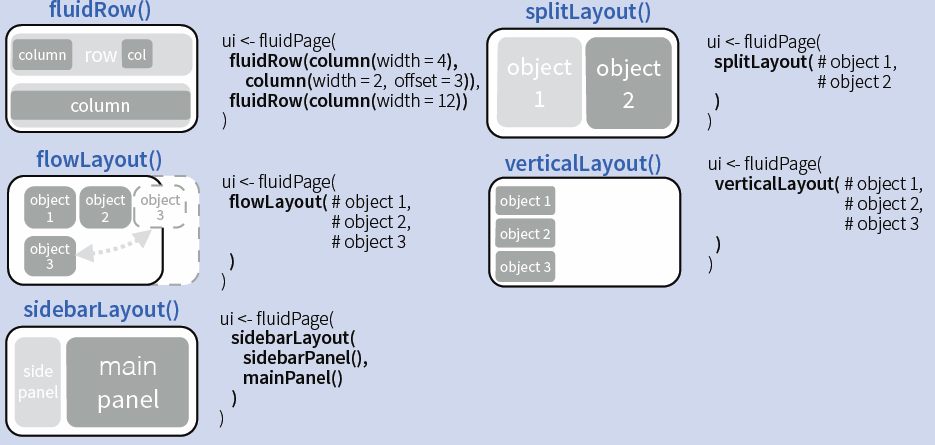 fluidRow()
column
row
col
column
ui <- fluidPage(
fluidRow(column(width = 4),
column(width = 2, offset = 3)),
fluidRow(column(width = 12))
)
flowLayout()
object
1
object
2
object
3
object
3
ui <- fluidPage(
flowLayout( # object 1,
# object 2,
# object 3
)
)
sidebarLayout()
side
panel
main
panel
ui <- fluidPage(
sidebarLayout(
sidebarPanel(),
mainPanel()
)
)
splitLayout()
object
1
object
2
ui <- fluidPage(
splitLayout( # object 1,
# object 2
)
)
verticalLayout()
object 1
object 2
object 3
ui <- fluidPage(
verticalLayout( # object 1,
# object 2,
# object 3
)
)